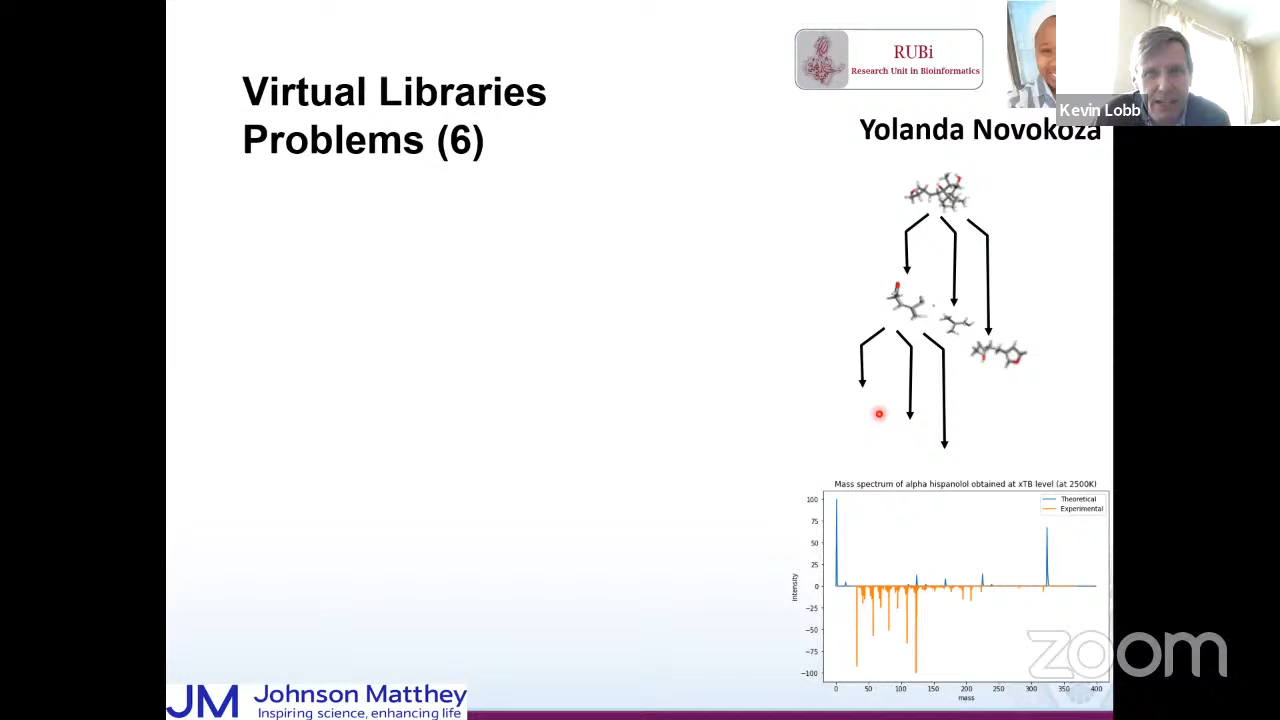 Virtual Libraries
Problems (6)
RUBi
Research Unit in Bioinformatics
Kevin Lobb
Yolanda Novokoza
Mass spectrum of alpha hispanolol obtained at xTB level (at 2500K)
Theoretical
Experimental
100
75
50
25
0
−25
−50
−75
−100
intensity
0 50 100 150 200 250 300 350 400
mass
zoom
JM Johnson Matthey
Inspiring science, enhancing life